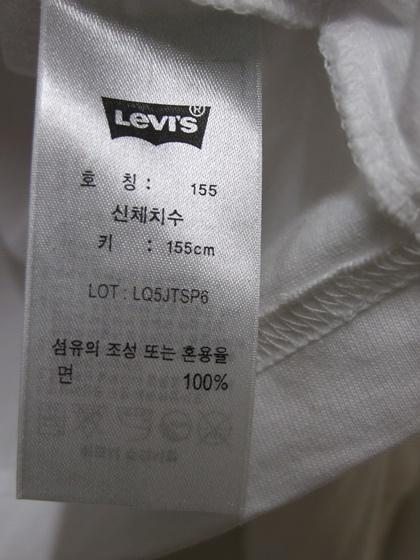 LEVI'S®
호 칭 : 155
신체치수
키 : 155cm
LOT : LQ5JTSP6
섬유의 조성 또는 혼용율
면 100%